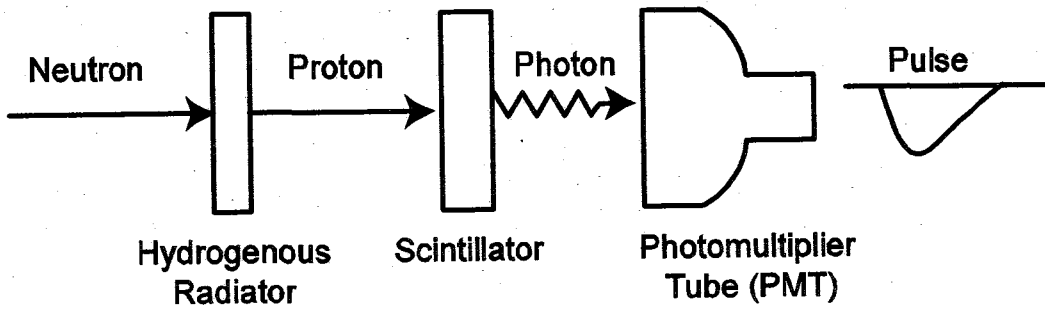 Neutron
Proton
Photon
Pulse
Hydrogenous
Radiator
Scintillator
Photomultiplier
Tube (PMT)